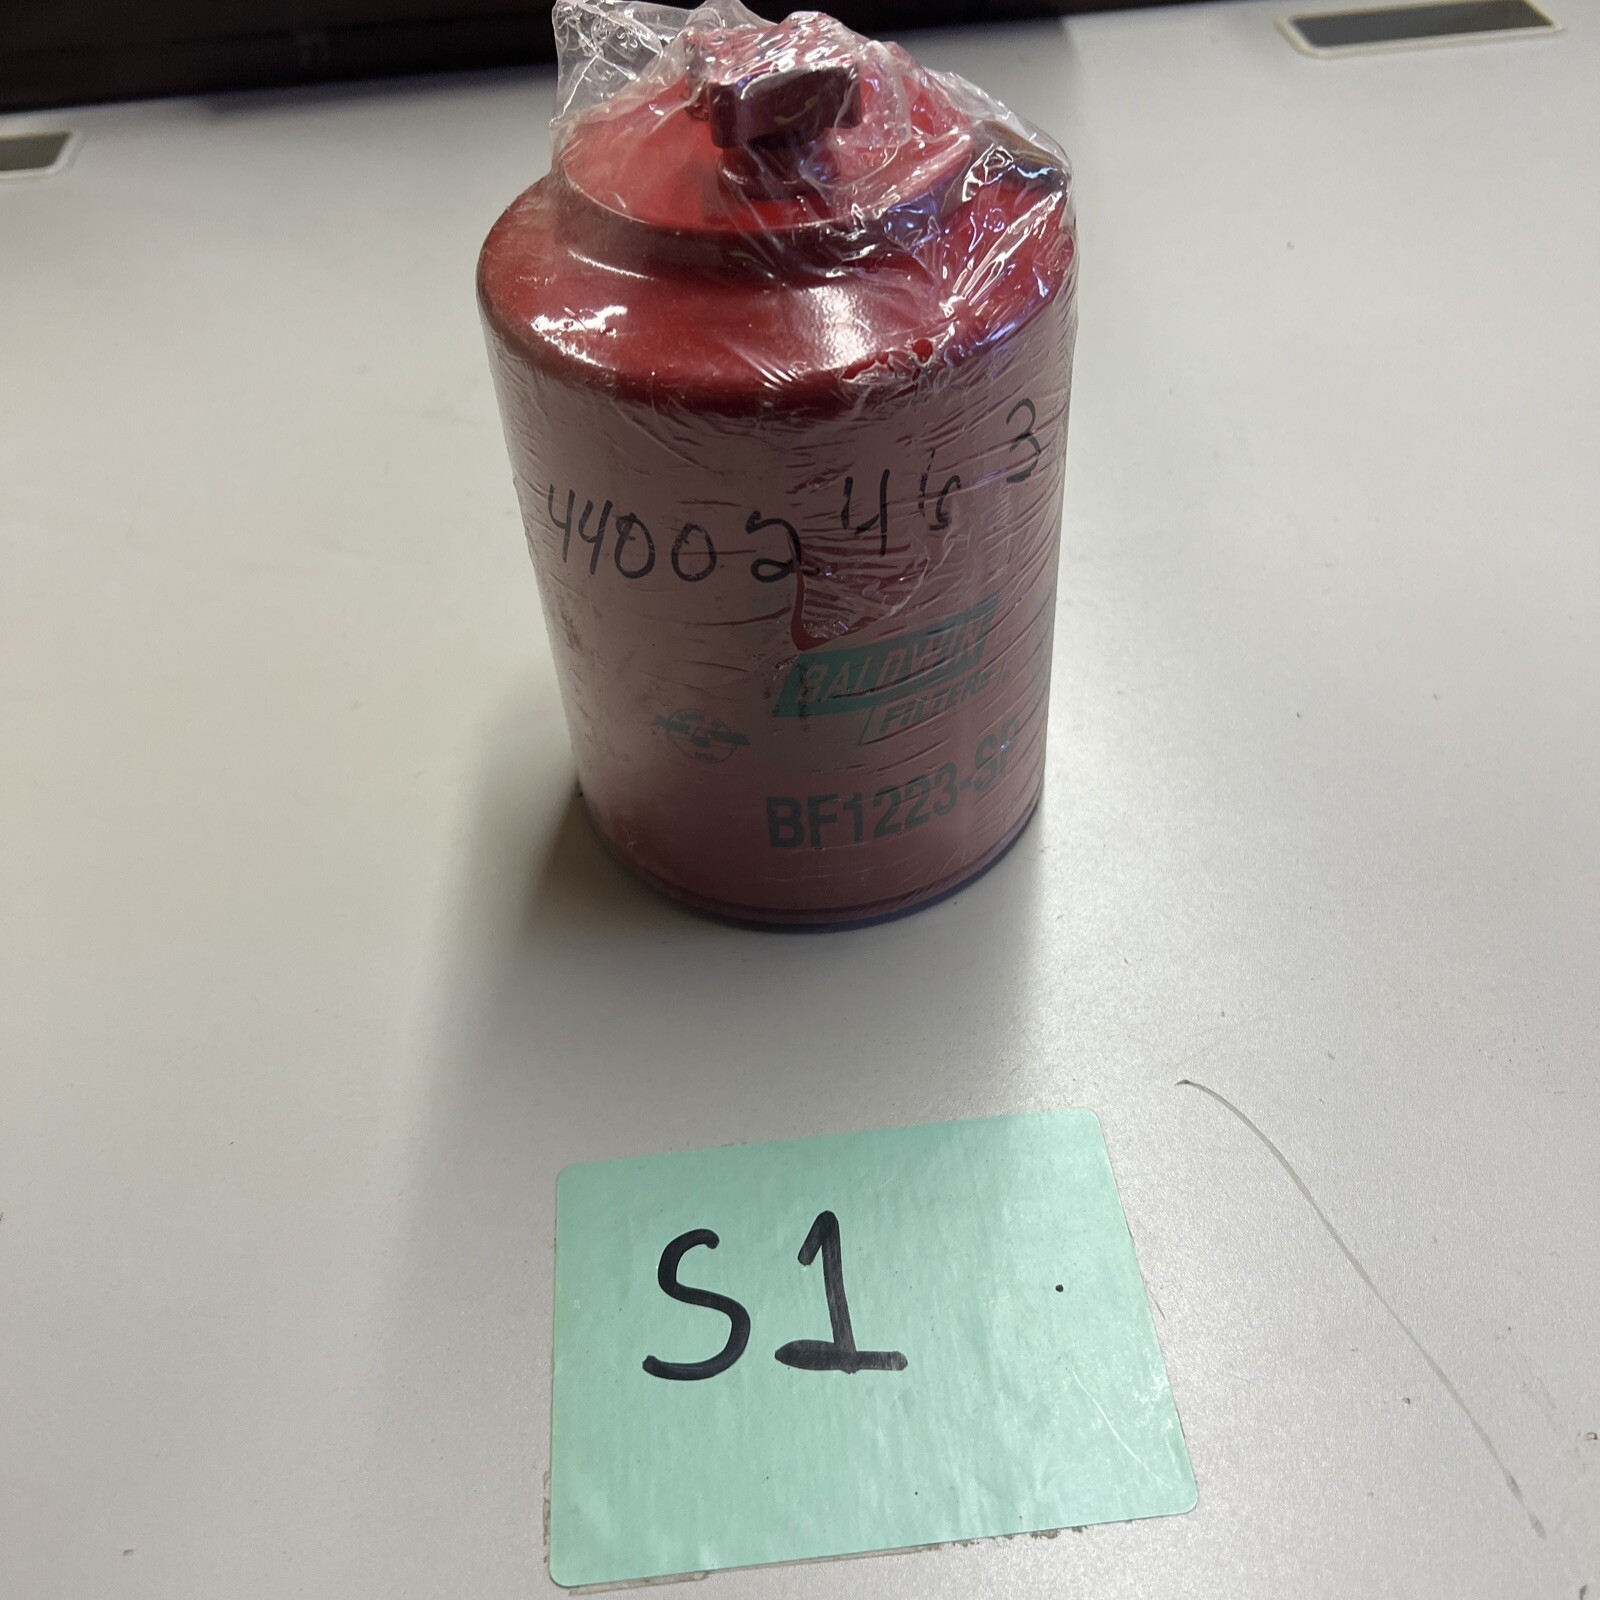 44002463
BALDWIN
FILTERS
BF1223-SP
S1